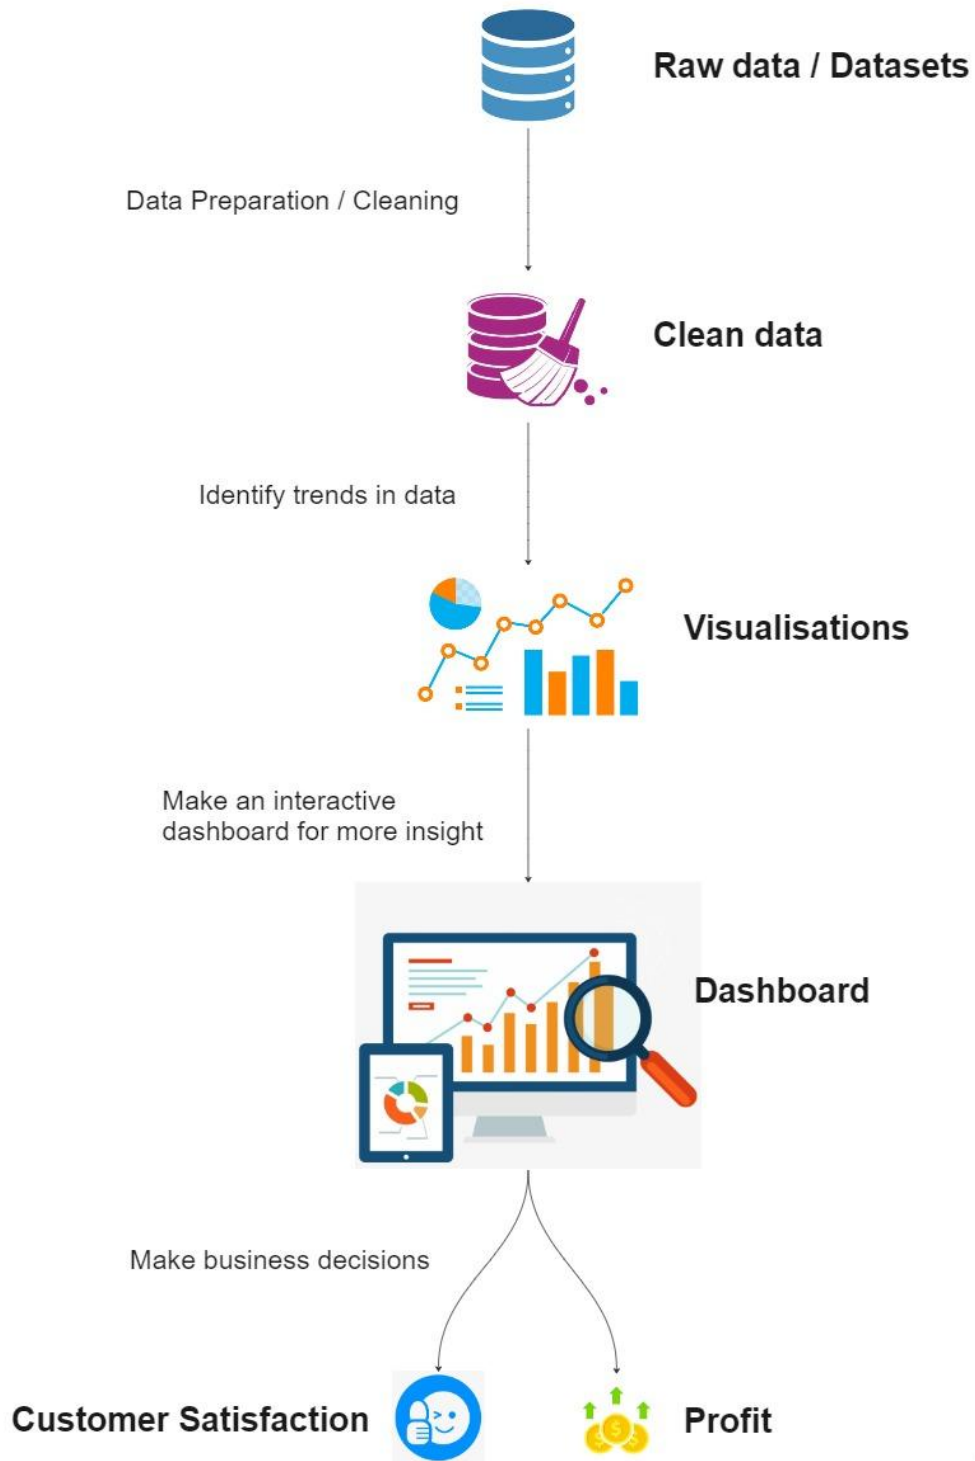 Raw data / Datasets
Data Preparation / Cleaning
Clean data
Identify trends in data
Visualisations
Make an interactive
dashboard for more insight
Dashboard
Make business decisions
Customer Satisfaction
Profit